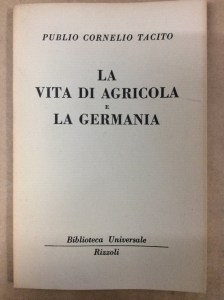 PUBLIO CORNELIO TACITO
LA
VITA DI AGRICOLA
E
LA GERMANIA
Biblioteca Universale
Rizzoli